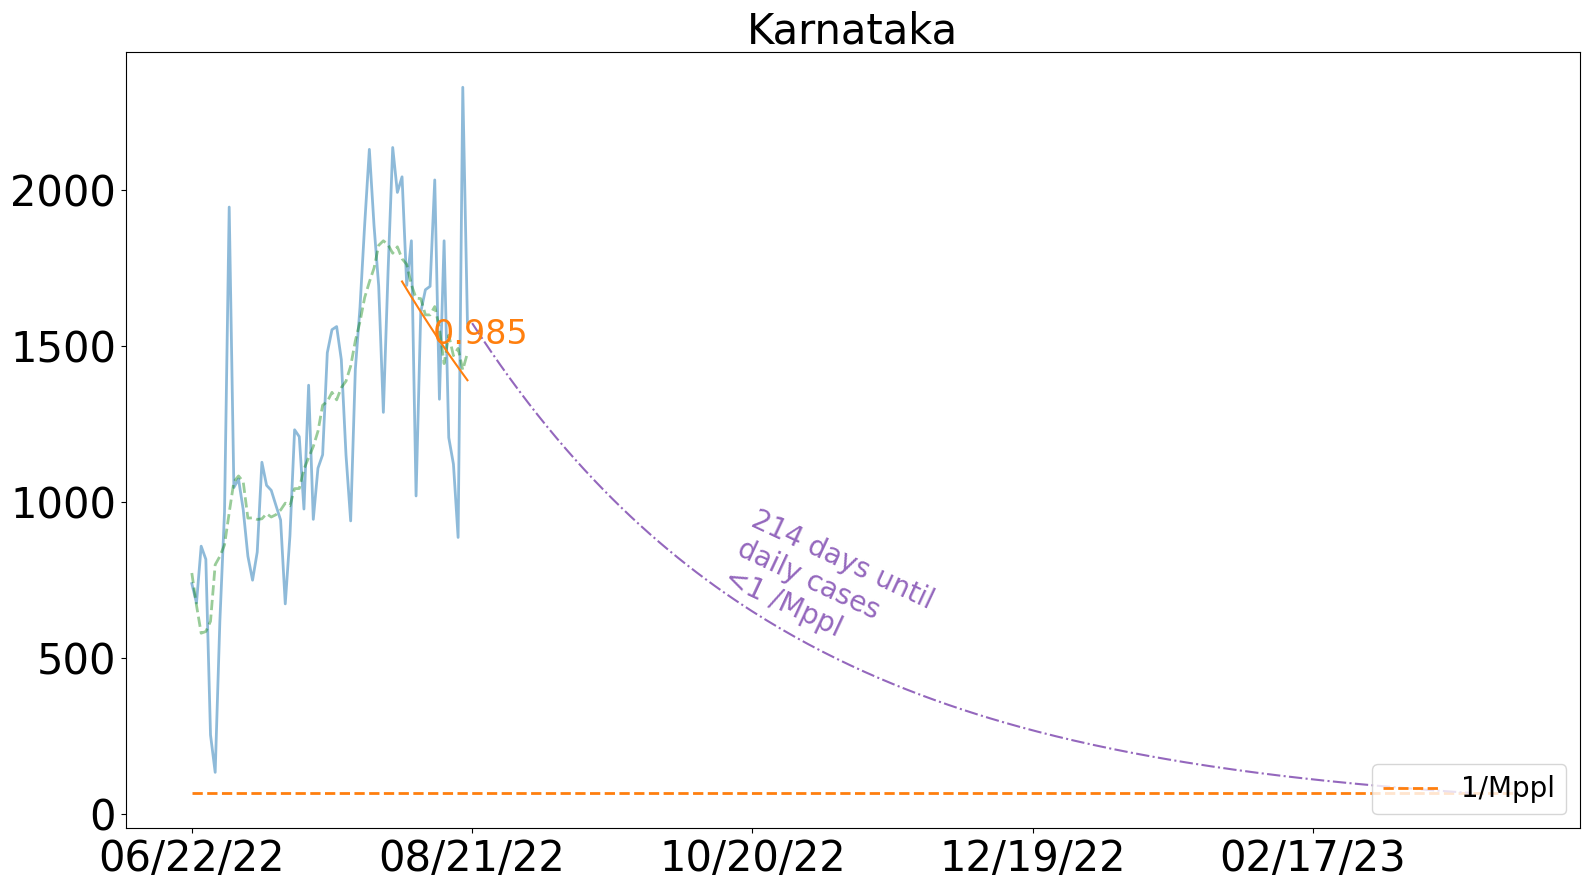 Karnataka
2000
1500
1000
500
0
0.985
214 days until
daily cases
<1 /Mppl
1/Mppl
06/22/22
08/21/22
10/20/22
12/19/22
02/17/23